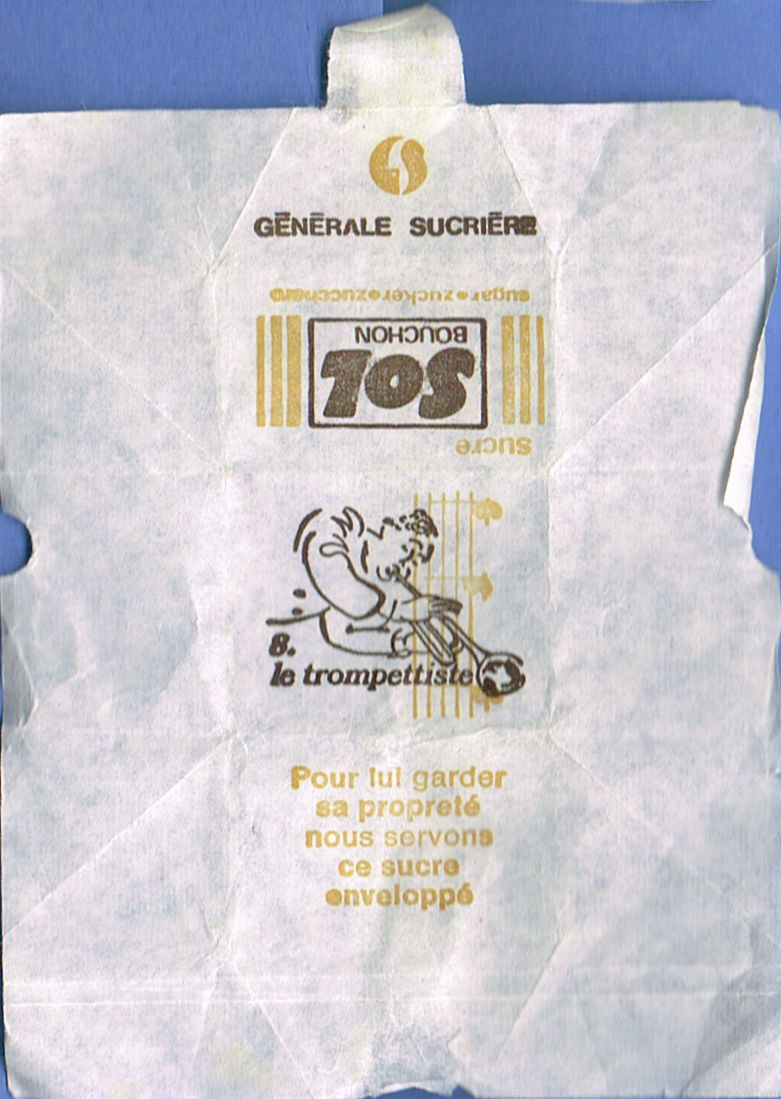 GÉNÉRALE SUCRIÈRE
sucre
SOL
BOUCHON
sugar•zucker•zucchero
8.
le trompettiste
Pour lui garder
sa propreté
nous servons
ce sucre
enveloppé